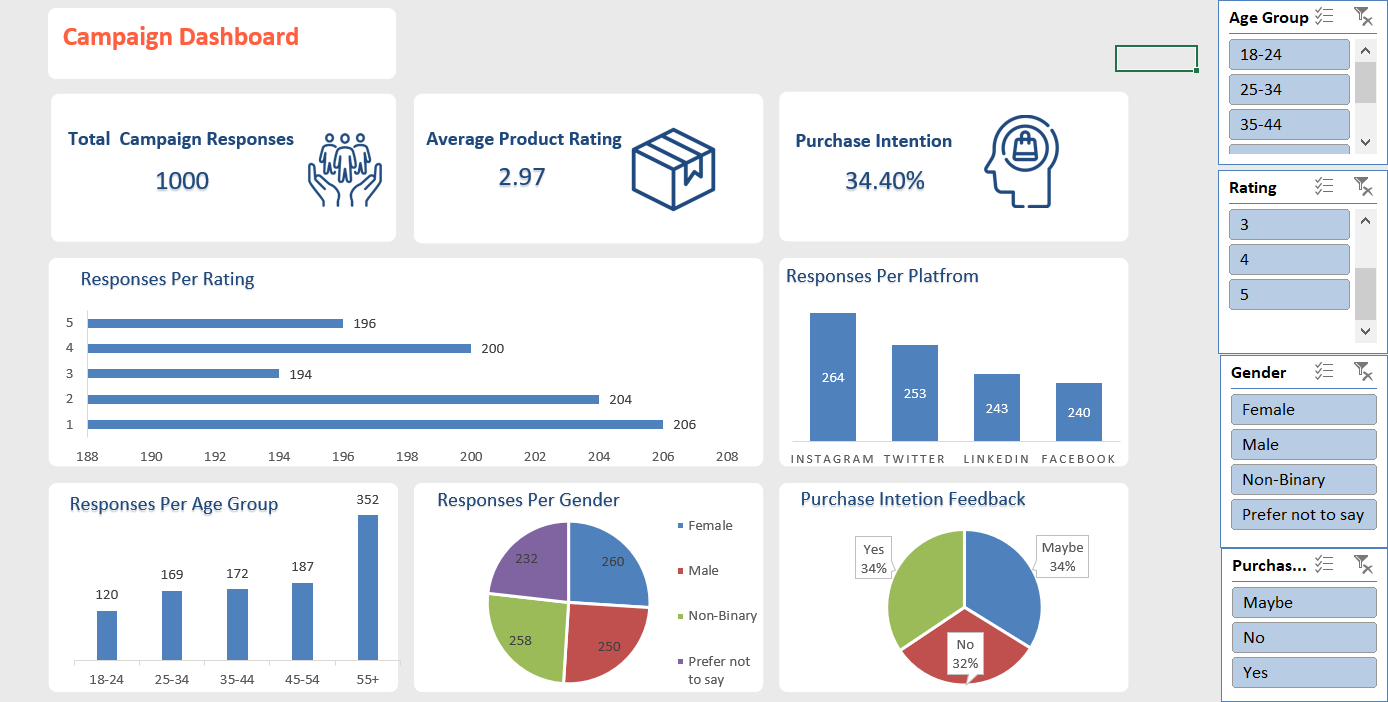 Campaign Dashboard
Total  Campaign Responses
1000
Average Product Rating
2.97
Purchase Intention
34.40%
Responses Per Rating
5
196
4
200
3
194
2
204
1
206
188 190 192 194 196 198 200 202 204 206 208
Responses Per Platfrom
264
253
243
240
INSTAGRAM TWITTER LINKEDIN FACEBOOK
Responses Per Age Group
120
169
172
187
352
18-24 25-34 35-44 45-54 55+
Responses Per Gender
232
260
258
250
Female
Male
Non-Binary
Prefer not
to say
Purchase Intetion Feedback
Yes
34%
Maybe
34%
No
32%
Age Group
18-24
25-34
35-44
Rating
3
4
5
Gender
Female
Male
Non-Binary
Prefer not to say
Purchas...
Maybe
No
Yes